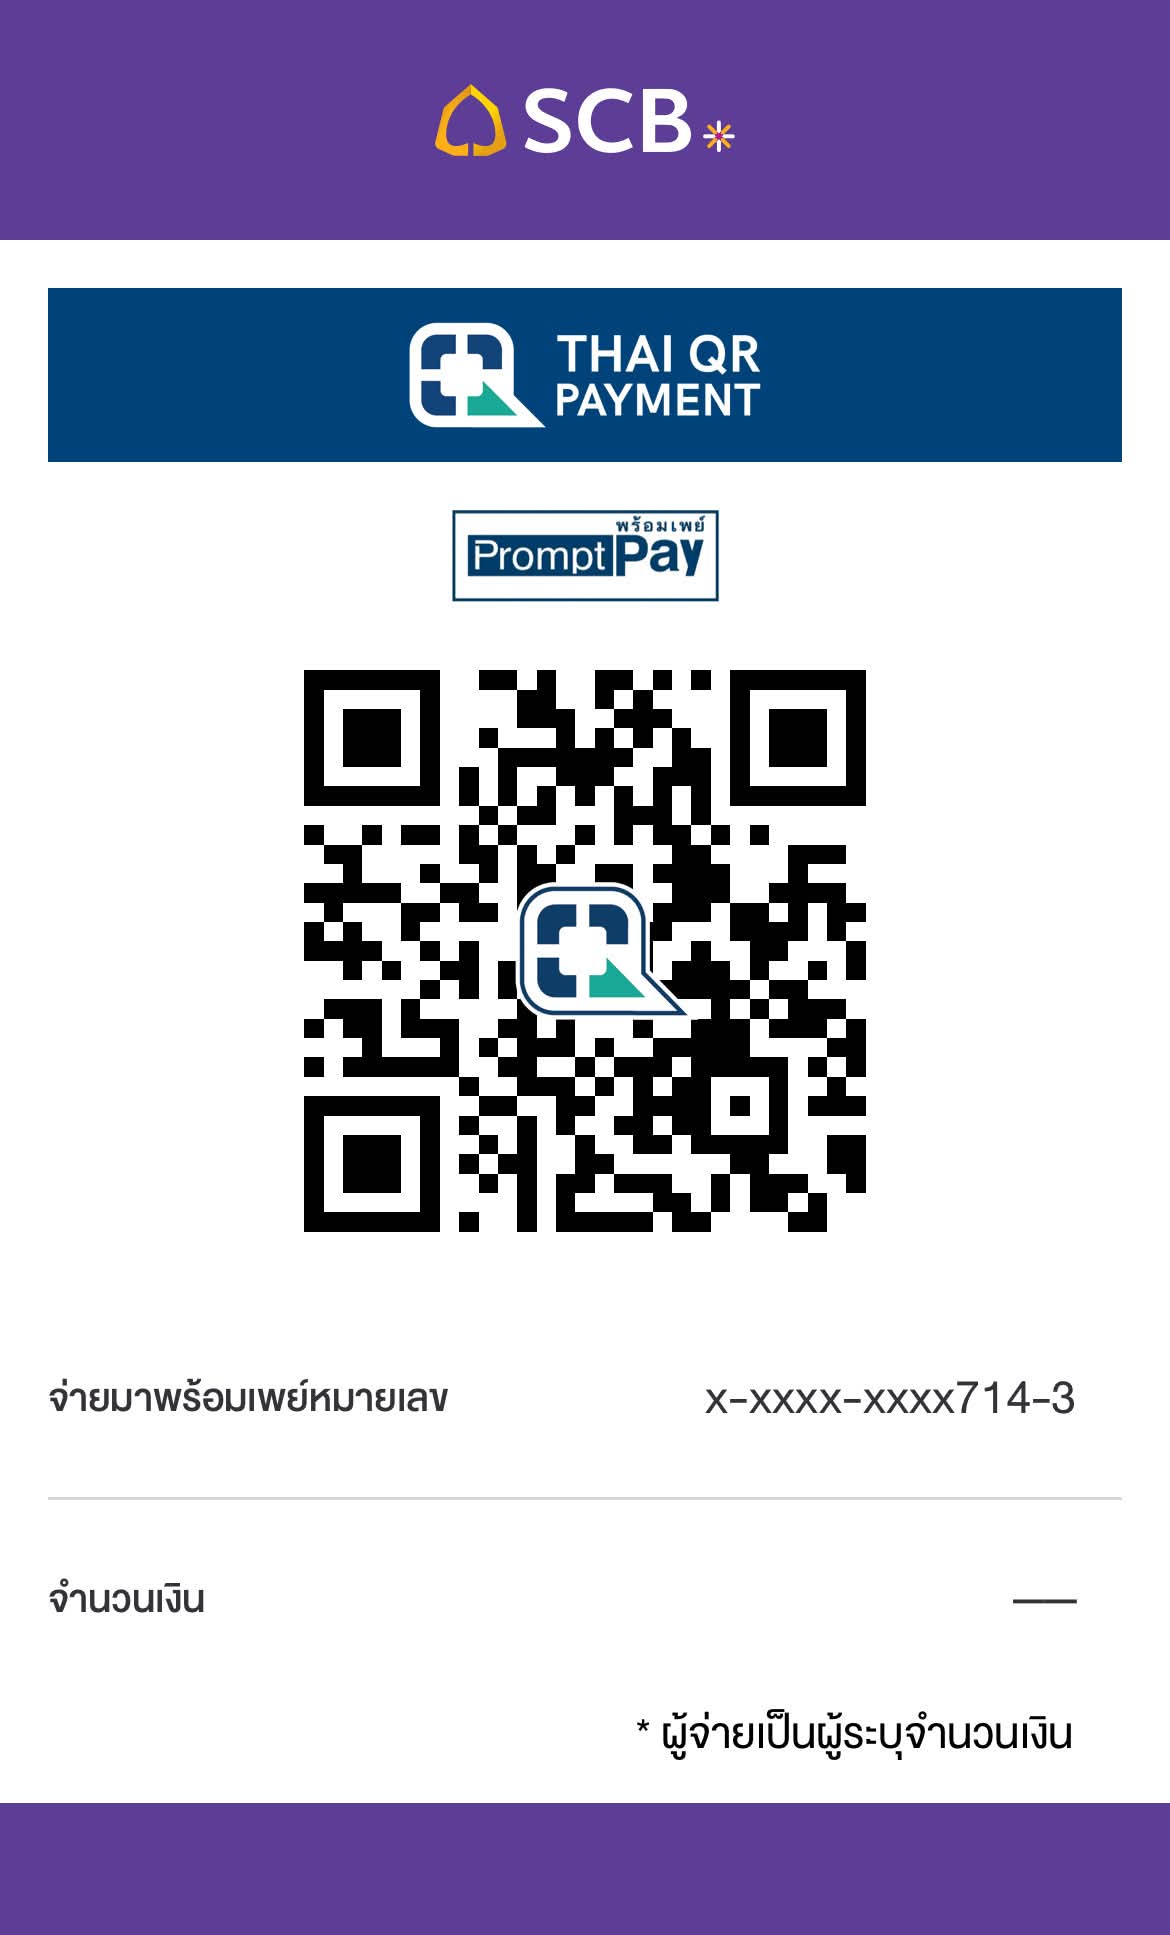 SCB
THAI QR
PAYMENT
พร้อมเพย์
PromptPay
จ่ายมาพร้อมเพย์หมายเลข x-xxxx-xxxx714-3
จำนวนเงิน —
* ผู้จ่ายเป็นผู้ระบุจำนวนเงิน